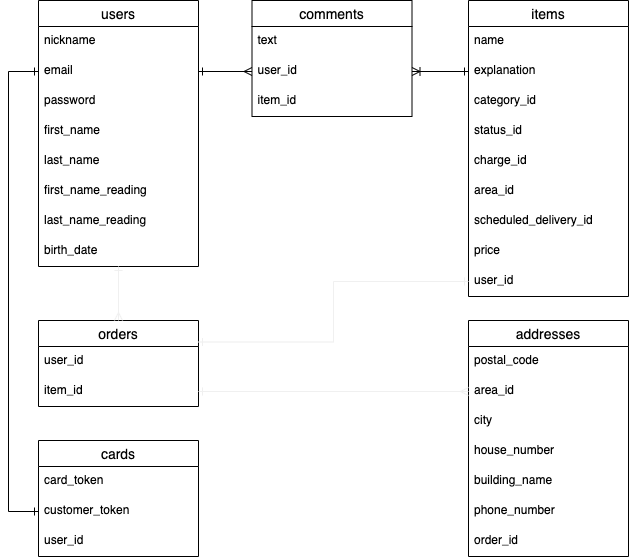 users
nickname
email
password
first_name
last_name
first_name_reading
last_name_reading
birth_date
comments
text
user_id
item_id
items
name
explanation
category_id
status_id
charge_id
area_id
scheduled_delivery_id
price
user_id
orders
user_id
item_id
addresses
postal_code
area_id
city
house_number
building_name
phone_number
order_id
cards
card_token
customer_token
user_id